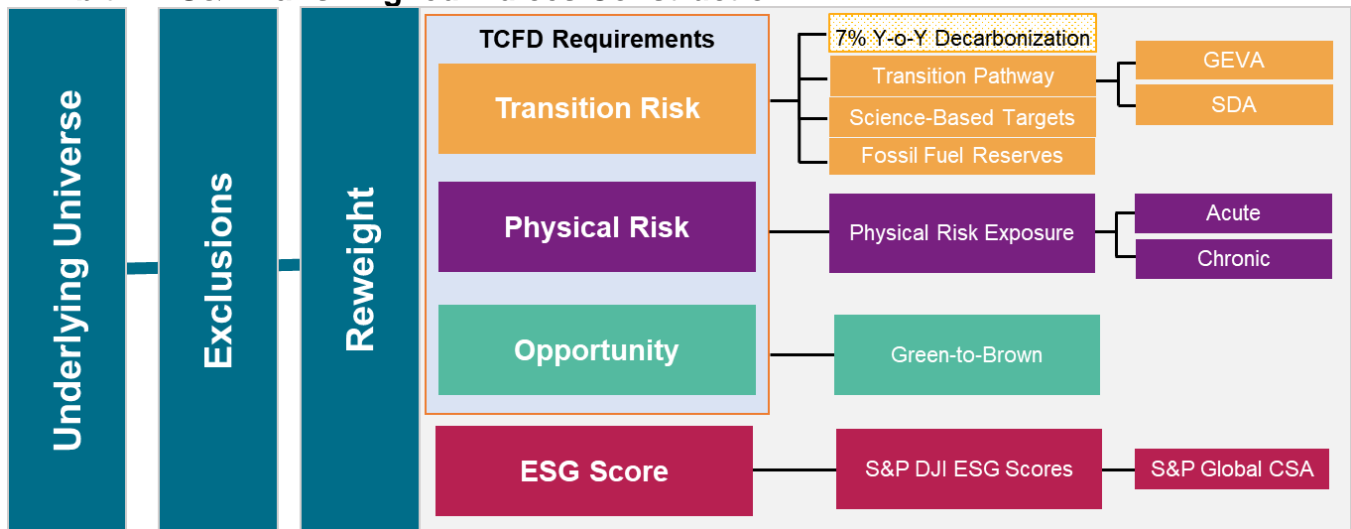 Underlying Universe
Exclusions
Reweight
TCFD Requirements
Transition Risk
7% Y-o-Y Decarbonization
Transition Pathway
GEVA
SDA
Science-Based Targets
Fossil Fuel Reserves
Physical Risk
Physical Risk Exposure
Acute
Chronic
Opportunity
Green-to-Brown
ESG Score
S&P DJI ESG Scores
S&P Global CSA